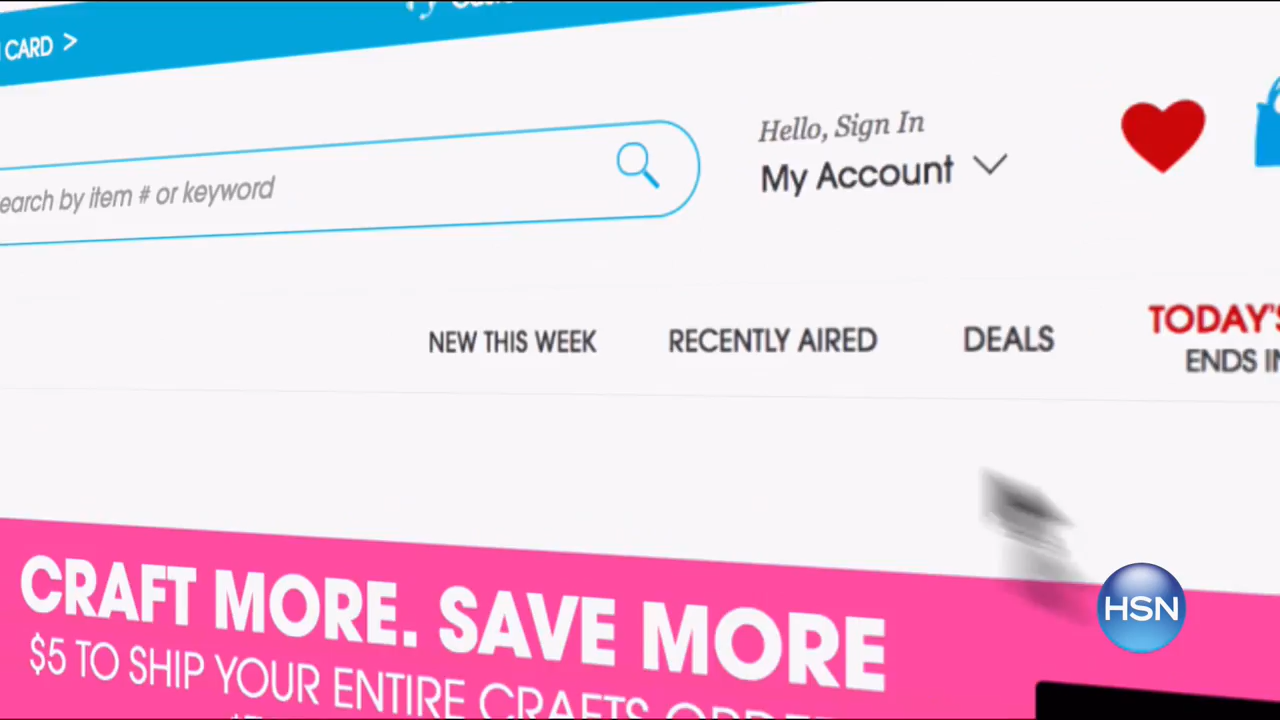 CARD >
earch by item # or keyword
Hello, Sign In
My Account
NEW THIS WEEK
RECENTLY AIRED
DEALS
TODAY'S
ENDS IN
CRAFT MORE. SAVE MORE
$5 TO SHIP YOUR ENTIRE CRAFTS ORDER
HSN